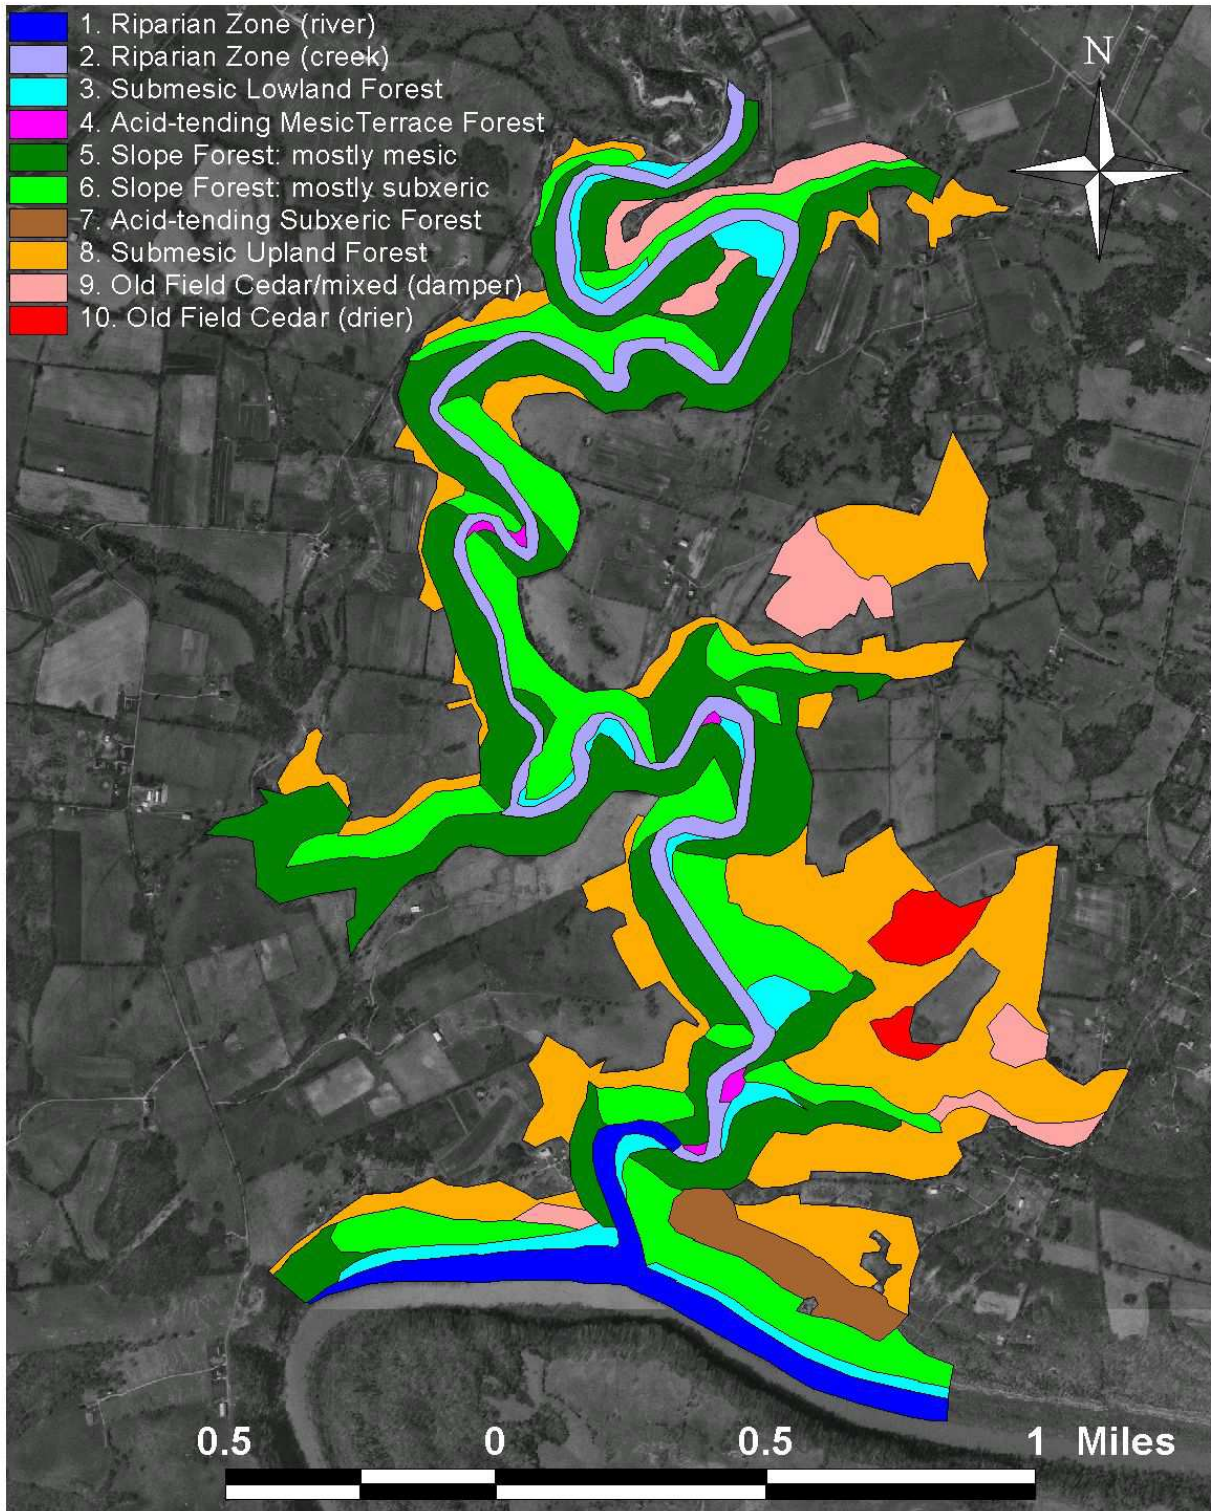 1. Riparian Zone (river)
2. Riparian Zone (creek)
3. Submesic Lowland Forest
4. Acid-tending MesicTerrace Forest
5. Slope Forest: mostly mesic
6. Slope Forest: mostly subxeric
7. Acid-tending Subxeric Forest
8. Submesic Upland Forest
9. Old Field Cedar/mixed (damper)
10. Old Field Cedar (drier)
N
0.5 0 0.5 1 Miles